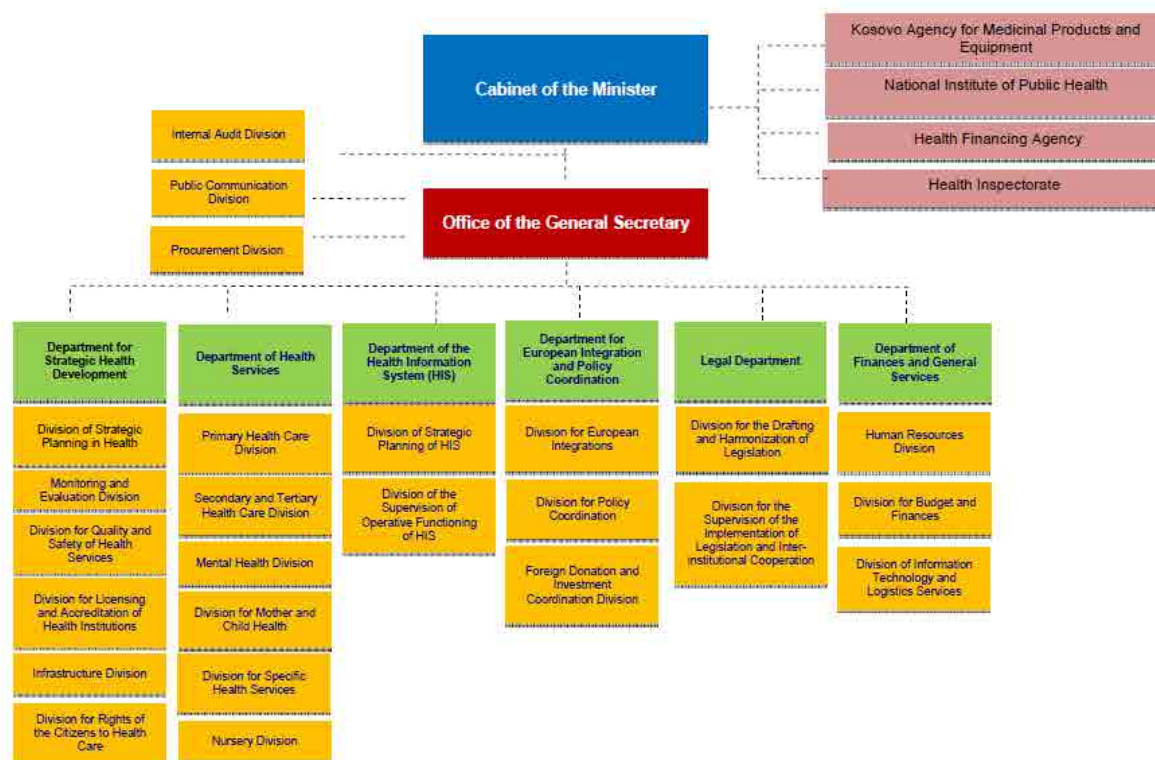 Kosovo Agency for Medicinal Products and
Equipment
National Institute of Public Health
Health Financing Agency
Health Inspectorate
Cabinet of the Minister
Internal Audit Division
Public Communication
Division
Procurement Division
Office of the General Secretary
Department for
Strategic Health
Development
Division of Strategic
Planning in Health
Monitoring and
Evaluation Division
Division for Quality and
Safety of Health
Services
Division for Licensing
and Accreditation of
Health Institutions
Infrastructure Division
Division for Rights of
the Citizens to Health
Care
Department of Health
Services
Primary Health Care
Division
Secondary and Tertiary
Health Care Division
Mental Health Division
Division for Mother and
Child Health
Division for Specific
Health Services
Nursery Division
Department of the
Health Information
System (HIS)
Division of Strategic
Planning of HIS
Division of the
Supervision of
Operative Functioning
of HIS
Department for
European Integration
and Policy
Coordination
Division for European
Integrations
Division for Policy
Coordination
Foreign Donation and
Investment
Coordination Division
Legal Department
Division for the Drafting
and Harmonization of
Legislation
Division for the
Supervision of the
Implementation of
Legislation and Inter-
institutional Cooperation
Department of
Finances and General
Services
Human Resources
Division
Division for Budget and
Finances
Division of Information
Technology and
Logistics Services